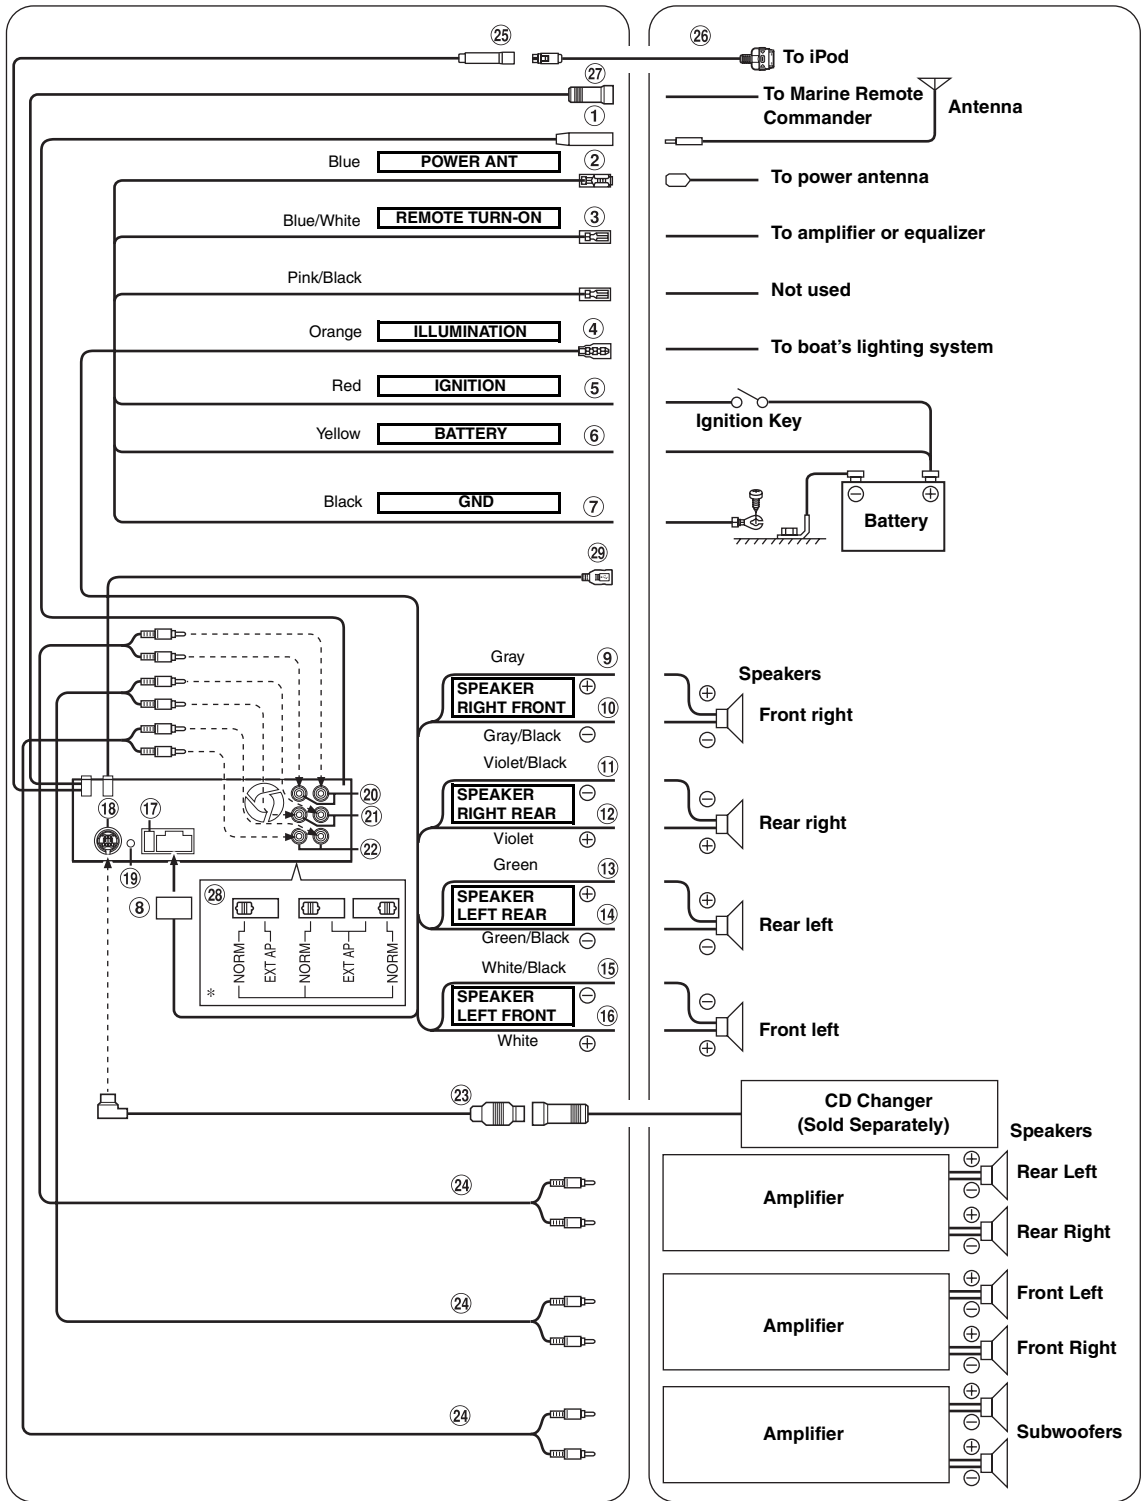 25
26
To iPod
27
To Marine Remote
Commander
Antenna
1
Blue
POWER ANT
2
To power antenna
Blue/White
REMOTE TURN-ON
3
To amplifier or equalizer
Pink/Black
Not used
Orange
ILLUMINATION
4
To boat's lighting system
Red
IGNITION
5
Ignition Key
Yellow
BATTERY
6
Black
GND
7
Battery
29
Gray
9
Speakers
SPEAKER
RIGHT FRONT
10
Front right
Gray/Black
Violet/Black
11
SPEAKER
RIGHT REAR
12
Rear right
Violet
Green
13
SPEAKER
LEFT REAR
14
Rear left
Green/Black
White/Black
15
SPEAKER
LEFT FRONT
16
Front left
White
18
17
20
21
22
19
8
28
NORM
EXT AP
NORM
EXT AP
NORM
*
23
CD Changer
(Sold Separately)
Speakers
24
Amplifier
Rear Left
Rear Right
24
Amplifier
Front Left
Front Right
24
Amplifier
Subwoofers